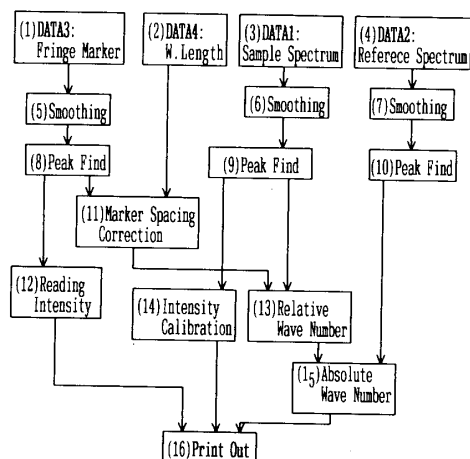 (1)DATA3:
Fringe Marker
(2)DATA4:
W.Length
(3)DATA1:
Sample Spectrum
(4)DATA2:
Referece Spectrum
(5)Smoothing
(6)Smoothing
(7)Smoothing
(8)Peak Find
(9)Peak Find
(10)Peak Find
(11)Marker Spacing
Correction
(12)Reading
Intensity
(14)Intensity
Calibration
(13)Relative
Wave Number
(15)Absolute
Wave Number
(16)Print Out